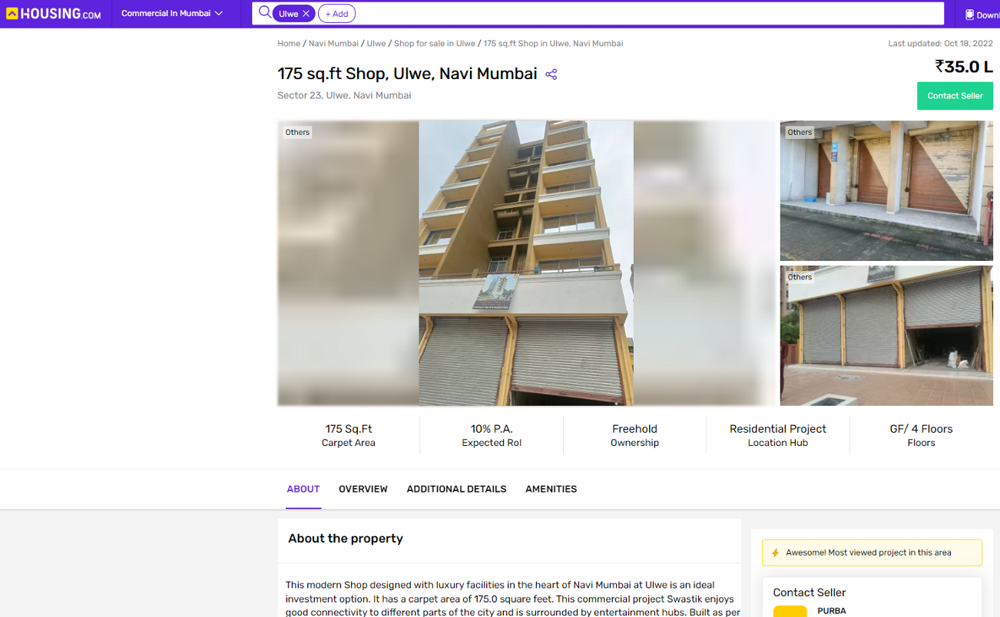 HOUSING.COM
Commercial In Mumbai
Ulwe
+ Add
Downl
Home / Navi Mumbai / Ulwe / Shop for sale in Ulwe / 175 sq.ft Shop in Ulwe, Navi Mumbai
Last updated: Oct 18, 2022
175 sq.ft Shop, Ulwe, Navi Mumbai
₹35.0 L
Sector 23, Ulwe, Navi Mumbai
Contact Seller
Others
Others
Others
175 Sq.Ft
Carpet Area
10% P.A.
Expected RoI
Freehold
Ownership
Residential Project
Location Hub
GF/ 4 Floors
Floors
ABOUT
OVERVIEW
ADDITIONAL DETAILS
AMENITIES
About the property
This modern Shop designed with luxury facilities in the heart of Navi Mumbai at Ulwe is an ideal
investment option. It has a carpet area of 175.0 square feet. This commercial project Swastik enjoys
good connectivity to different parts of the city and is surrounded by entertainment hubs. Built as per
Awesome! Most viewed project in this area
Contact Seller
PURBA